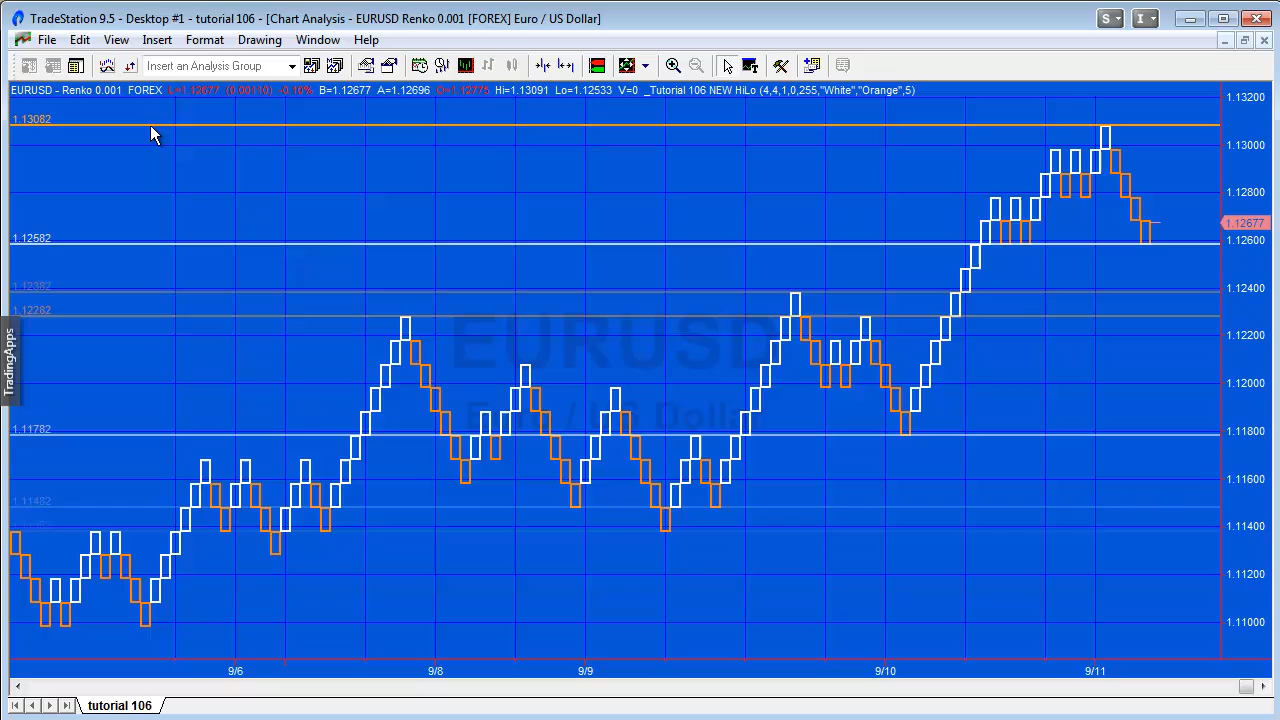 TradeStation 9.5 - Desktop #1 - tutorial 106 - [Chart Analysis - EURUSD Renko 0.001 [FOREX] Euro / US Dollar]
S
I
File Edit View Insert Format Drawing Window Help
Insert an Analysis Group
EURUSD - Renko 0.001 FOREX L=1.12677 (0.00110) -0.10% B=1.12677 A=1.12696 O=1.12775 Hi=1.13091 Lo=1.12533 V=0 _Tutorial 106 NEW HiLo (4,4,1,0,255,"White","Orange",5)
1.13200
1.13082
1.13000
1.12800
1.12677
1.12582
1.12600
1.12382
1.12400
1.12282
1.12200
EURUSD
Euro / US Dollar
TradingApps
1.12000
1.11782
1.11800
1.11600
1.11482
1.11400
1.11200
1.11000
9/6 9/8 9/9 9/10 9/11
tutorial 106